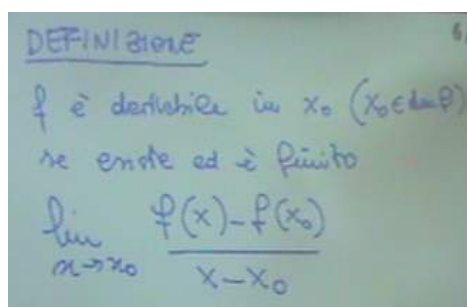 DEFINIZIONE
f è derivabile in x₀ (x₀ ∈ dom f)
se esiste ed è finito
lim x→x₀ f(x) - f(x₀) / x - x₀